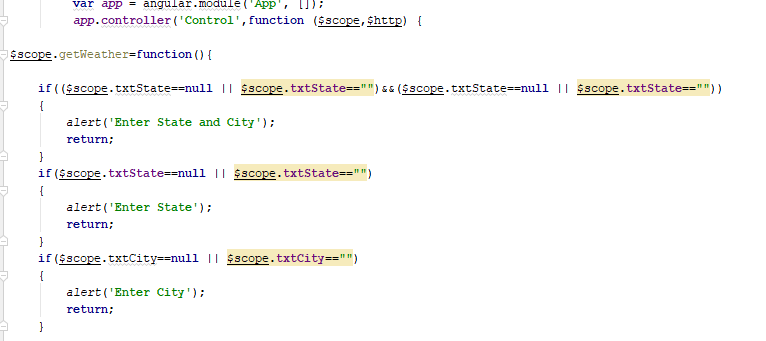 var app = angular.module('App', []);
app.controller('Control',function ($scope,$http) {
$scope.getWeather=function(){
if(($scope.txtState==null || $scope.txtState=="")&&($scope.txtState==null || $scope.txtState==""))
{
alert('Enter State and City');
return;
}
if($scope.txtState==null || $scope.txtState=="")
{
alert('Enter State');
return;
}
if($scope.txtCity==null || $scope.txtCity=="")
{
alert('Enter City');
return;
}